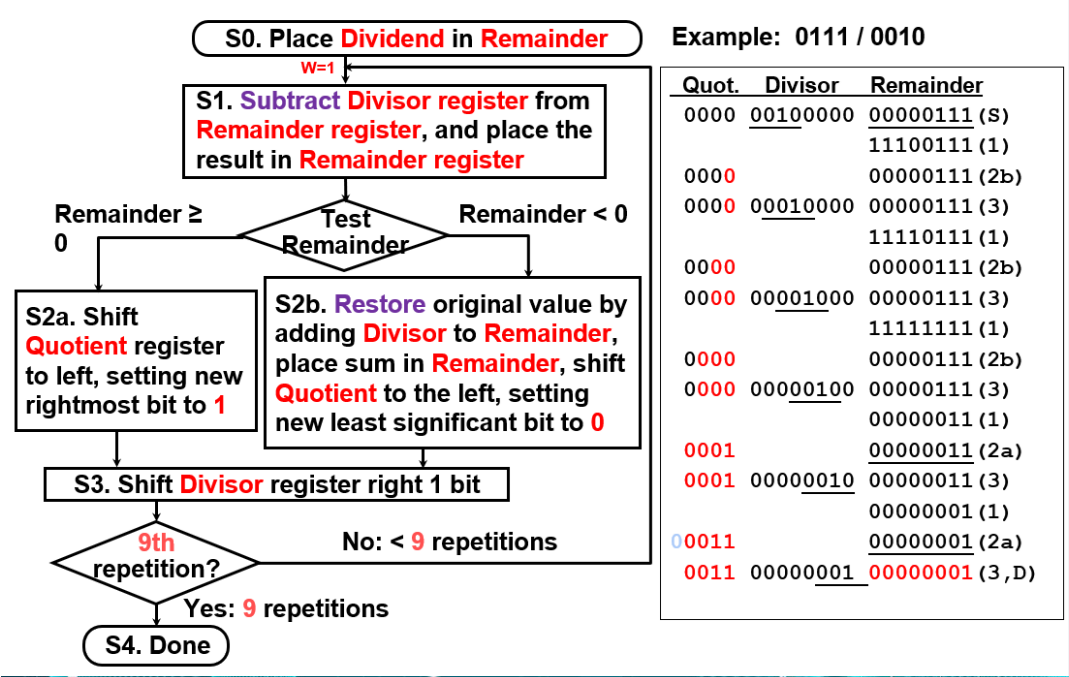 S0. Place Dividend in Remainder
W=1
S1. Subtract Divisor register from
Remainder register, and place the
result in Remainder register
Remainder ≥
0
Test
Remainder
Remainder < 0
S2a. Shift
Quotient register
to left, setting new
rightmost bit to 1
S2b. Restore original value by
adding Divisor to Remainder,
place sum in Remainder, shift
Quotient to the left, setting
new least significant bit to 0
S3. Shift Divisor register right 1 bit
9th
repetition?
No: < 9 repetitions
Yes: 9 repetitions
S4. Done
Example: 0111 / 0010
Quot. Divisor Remainder
0000 00100000 00000111 (S)
11100111 (1)
0000 00000111 (2b)
0000 00010000 00000111 (3)
11110111 (1)
0000 00000111 (2b)
0000 00001000 00000111 (3)
11111111 (1)
0000 00000111 (2b)
0000 00000100 00000111 (3)
00000011 (1)
0001 00000011 (2a)
0001 00000010 00000011 (3)
00000001 (1)
00011 00000001 (2a)
0011 00000001 00000001 (3,D)